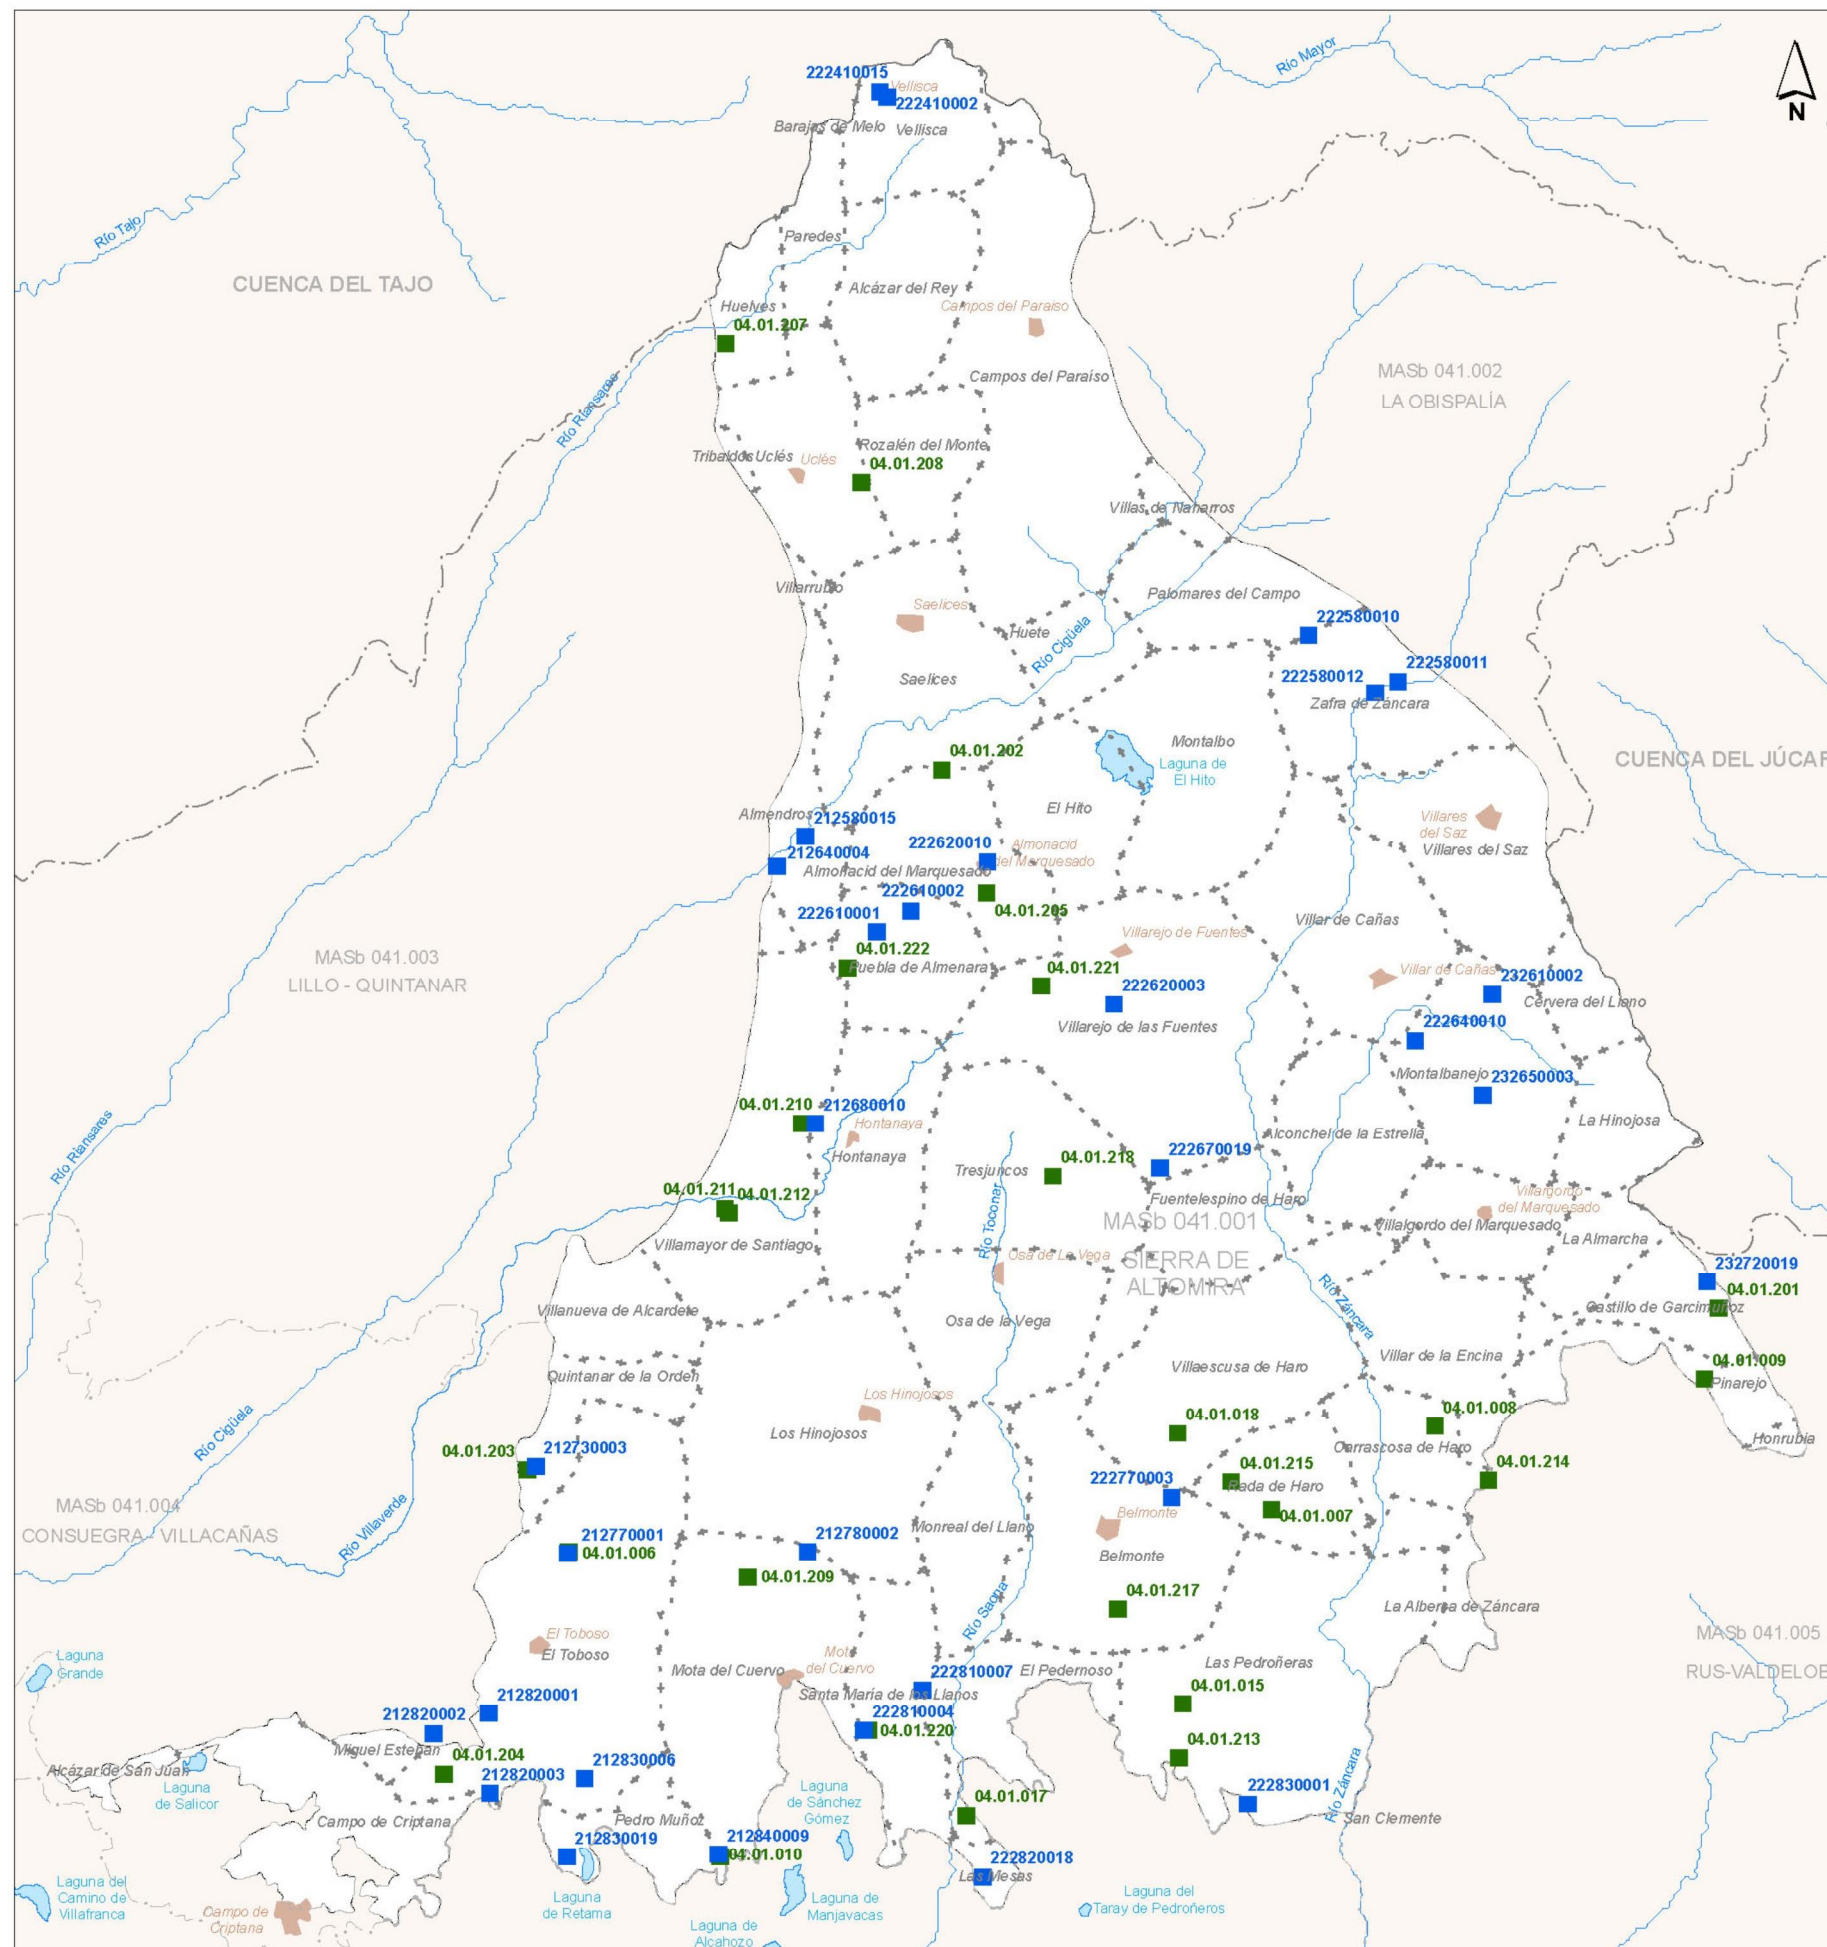 222410015
Vellisca
222410002
Barajas de Melo
Vellisca
Río Mayor
N
Río Tajo
Paredes
CUENCA DEL TAJO
Alcázar del Rey
Huelves
Campos del Paraiso
04.01.207
MASb 041.002
LA OBISPALÍA
Campos del Paraíso
Río Riansares
Rozalén del Monte
Tribaldos
Uclés
Uclés
04.01.208
Villas de Naharros
Villarrubio
Palomares del Campo
Saelices
222580010
Huete
Río Cigüela
222580011
222580012
Saelices
Zafra de Záncara
04.01.202
Montalbo
Laguna de
El Hito
CUENCA DEL JÚCAR
Almendros
212580015
El Hito
Villares
del Saz
222620010
Almonacid
del Marquesado
Villares del Saz
212640004
Almonacid del Marquesado
222610002
222610001
04.01.205
Villar de Cañas
Villarejo de Fuentes
04.01.222
MASb 041.003
LILLO - QUINTANAR
Puebla de Almenara
04.01.221
Villar de Cañas
232610002
222620003
Cervera del Llano
Villarejo de las Fuentes
222640010
Montalbanejo
232650003
04.01.210
212680010
Hontanaya
La Hinojosa
Alconchel de la Estrella
Río Riansares
Hontanaya
Tresjuncos
04.01.218
222670019
04.01.211
04.01.212
Fuentelespino de Haro
Villargordo
del Marquesado
Río Toconar
MASb 041.001
SIERRA DE
ALTOMIRA
Villalgordo del Marquesado
La Almarcha
Villamayor de Santiago
Osa de La Vega
232720019
04.01.201
Castillo de Garcimuñoz
Villanueva de Alcardete
Osa de la Vega
Río Záncara
Villar de la Encina
Villaescusa de Haro
04.01.009
Pinarejo
Quintanar de la Orden
Los Hinojosos
Río Cigüela
Los Hinojosos
04.01.018
04.01.008
Carrascosa de Haro
Honrubia
04.01.203
212730003
04.01.215
04.01.214
222770003
Rada de Haro
MASb 041.004
CONSUEGRA - VILLACAÑAS
Río Villaverde
Belmonte
04.01.007
Monreal del Llano
212770001
04.01.006
212780002
Belmonte
04.01.209
04.01.217
Río Saona
La Alberca de Záncara
El Toboso
El Toboso
MASb 041.005
Laguna
Grande
Mota
del Cuervo
Mota del Cuervo
222810007
El Pedernoso
Las Pedroñeras
Santa María de los Llanos
04.01.015
212820001
212820002
222810004
04.01.220
Miguel Esteban
04.01.204
212830006
04.01.213
Alcázar de San Juan
Laguna
de Salicor
212820003
Laguna
de Sánchez
Gómez
222830001
Río Záncara
04.01.017
Campo de Criptana
Pedro Muñoz
San Clemente
212830019
212840009
04.01.010
222820018
Las Mesas
Laguna del
Camino de
Villafranca
Campo de
Criptana
Laguna
de Retama
Laguna de
Manjavacas
Laguna del
Taray de Pedroñeros
Laguna de
Alcahozo